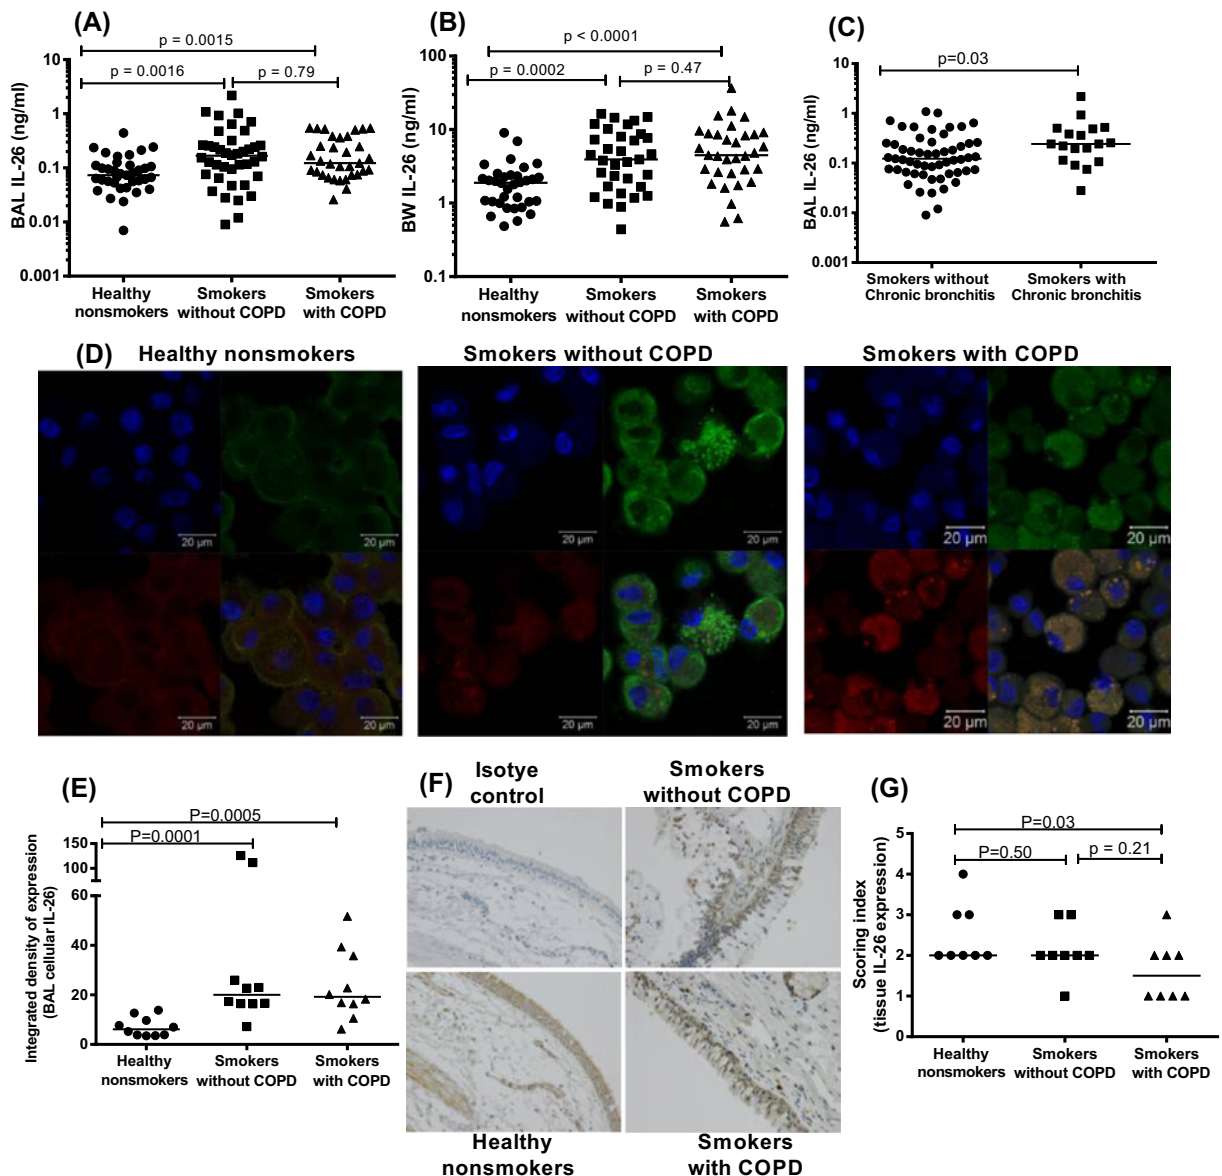 (A)
p = 0.0015
p = 0.0016
p = 0.79
BAL IL-26 (ng/ml)
10
1
0.1
0.01
0.001
Healthy
nonsmokers
Smokers
without COPD
Smokers
with COPD
(B)
p < 0.0001
p = 0.0002
p = 0.47
BW IL-26 (ng/ml)
100
10
1
0.1
Healthy
nonsmokers
Smokers
without COPD
Smokers
with COPD
(C)
p=0.03
BAL IL-26 (ng/ml)
10
1
0.1
0.01
0.001
Smokers without
Chronic bronchitis
Smokers with
Chronic bronchitis
(D)
Healthy nonsmokers
Smokers without COPD
Smokers with COPD
20 µm
20 µm
20 µm
20 µm
20 µm
20 µm
20 µm
20 µm
20 µm
20 µm
20 µm
20 µm
(E)
P=0.0005
P=0.0001
Integrated density of expression
(BAL cellular IL-26)
150
100
60
40
20
0
Healthy
nonsmokers
Smokers
without COPD
Smokers
with COPD
(F)
Isotye
control
Smokers
without COPD
Healthy
nonsmokers
Smokers
with COPD
(G)
P=0.03
P=0.50
p = 0.21
Scoring index
(tissue IL-26 expression)
5
4
3
2
1
0
Healthy
nonsmokers
Smokers
without COPD
Smokers
with COPD